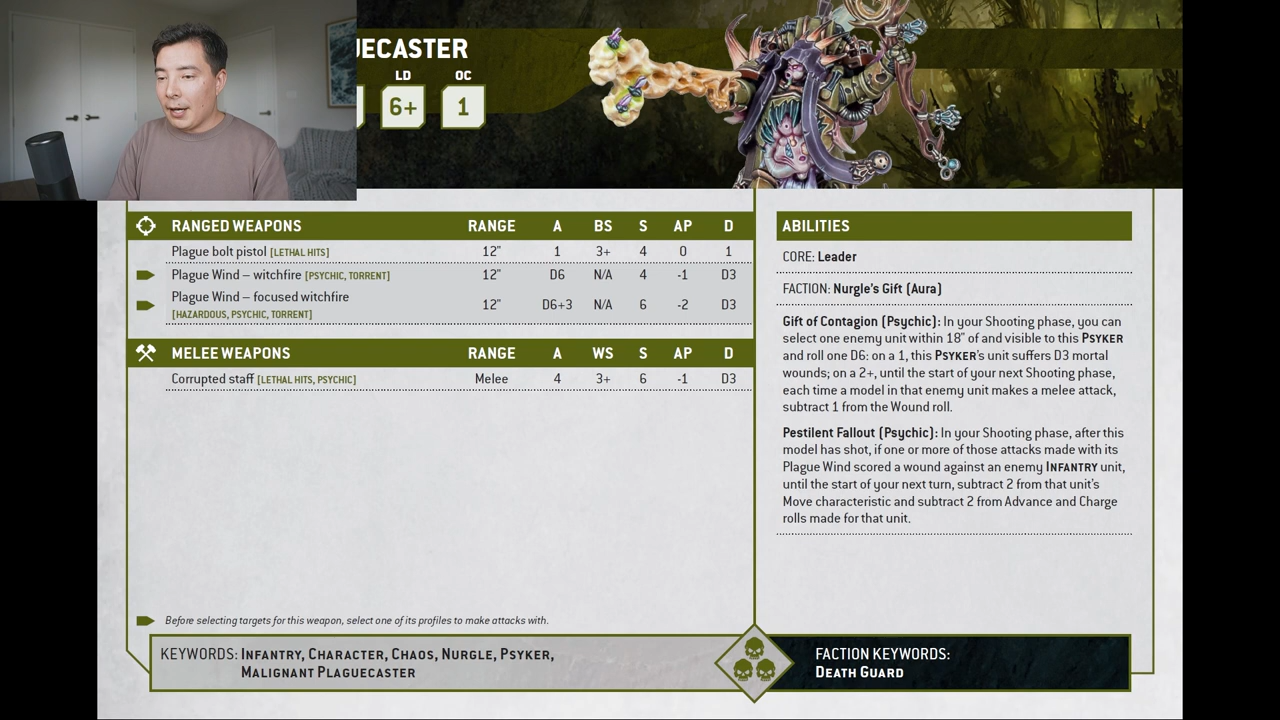 UECASTER
LD OC
6+ 1
RANGED WEAPONS RANGE A BS S AP D
Plague bolt pistol [LETHAL HITS] 12" 1 3+ 4 0 1
Plague Wind – witchfire [PSYCHIC, TORRENT] 12" D6 N/A 4 -1 D3
Plague Wind – focused witchfire
[HAZARDOUS, PSYCHIC, TORRENT] 12" D6+3 N/A 6 -2 D3
MELEE WEAPONS RANGE A WS S AP D
Corrupted staff [LETHAL HITS, PSYCHIC] Melee 4 3+ 6 -1 D3
Before selecting targets for this weapon, select one of its profiles to make attacks with.
ABILITIES
CORE: Leader
FACTION: Nurgle's Gift (Aura)
Gift of Contagion (Psychic): In your Shooting phase, you can
select one enemy unit within 18" of and visible to this PSYKER
and roll one D6: on a 1, this PSYKER's unit suffers D3 mortal
wounds; on a 2+, until the start of your next Shooting phase,
each time a model in that enemy unit makes a melee attack,
subtract 1 from the Wound roll.
Pestilent Fallout (Psychic): In your Shooting phase, after this
model has shot, if one or more of those attacks made with its
Plague Wind scored a wound against an enemy INFANTRY unit,
until the start of your next turn, subtract 2 from that unit's
Move characteristic and subtract 2 from Advance and Charge
rolls made for that unit.
KEYWORDS: INFANTRY, CHARACTER, CHAOS, NURGLE, PSYKER,
MALIGNANT PLAGUECASTER
FACTION KEYWORDS:
DEATH GUARD